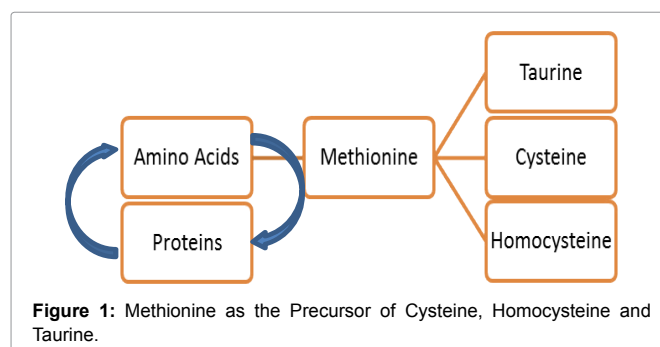 Taurine
Amino Acids
Methionine
Cysteine
Proteins
Homocysteine
Figure 1: Methionine as the Precursor of Cysteine, Homocysteine and
Taurine.